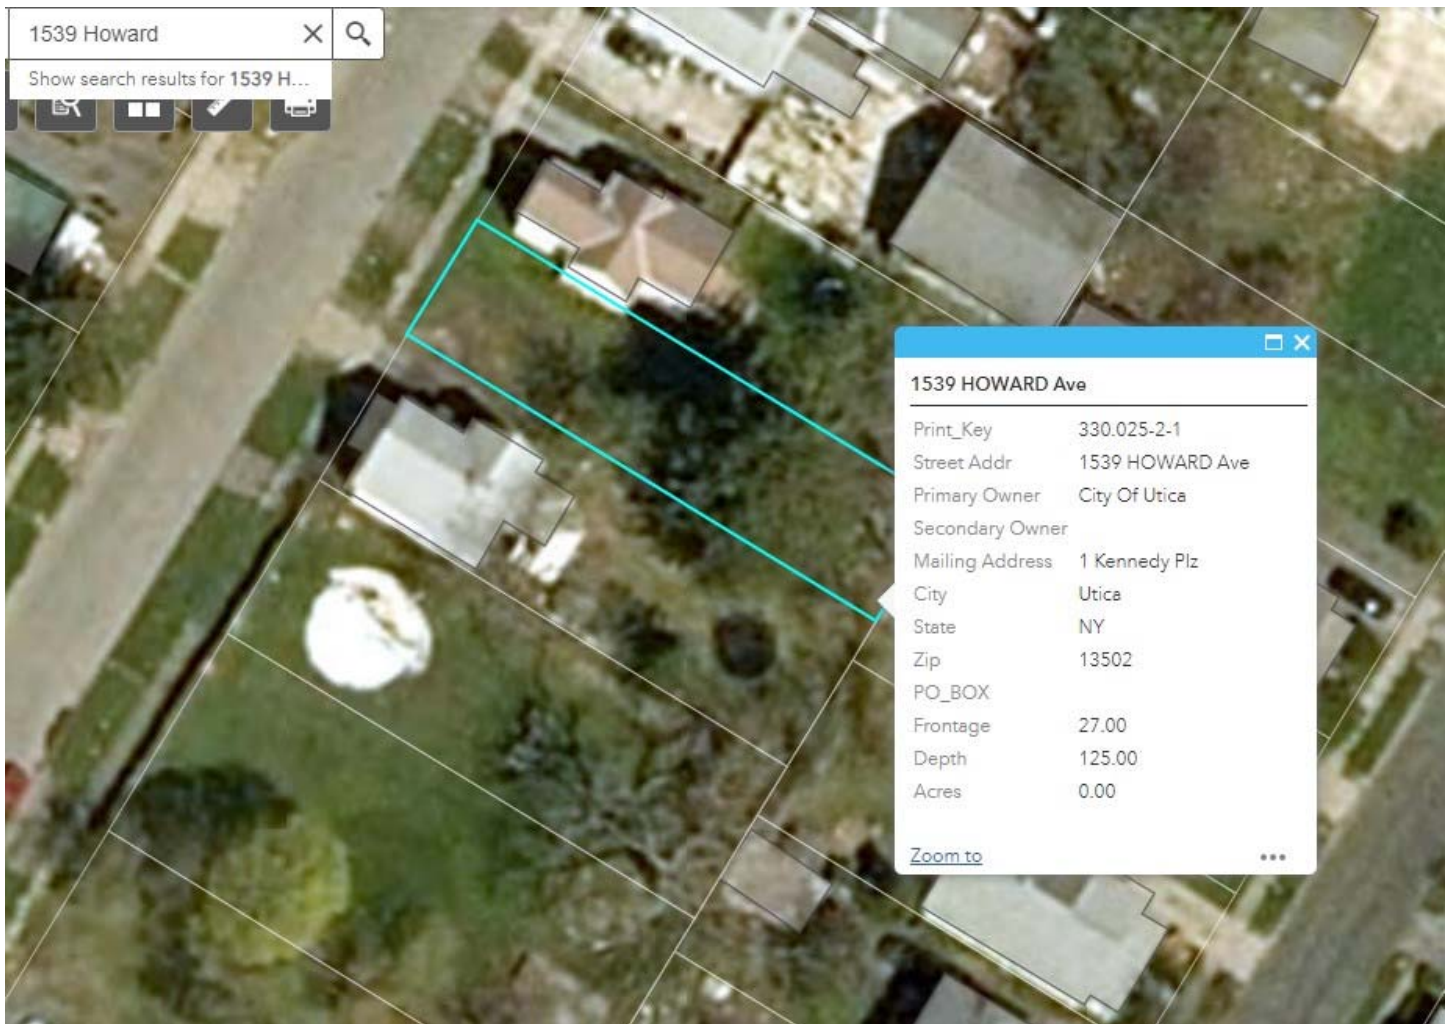 1539 Howard
Show search results for 1539 H...
1539 HOWARD Ave
Print_Key 330.025-2-1
Street Addr 1539 HOWARD Ave
Primary Owner City Of Utica
Secondary Owner
Mailing Address 1 Kennedy Plz
City Utica
State NY
Zip 13502
PO_BOX
Frontage 27.00
Depth 125.00
Acres 0.00
Zoom to